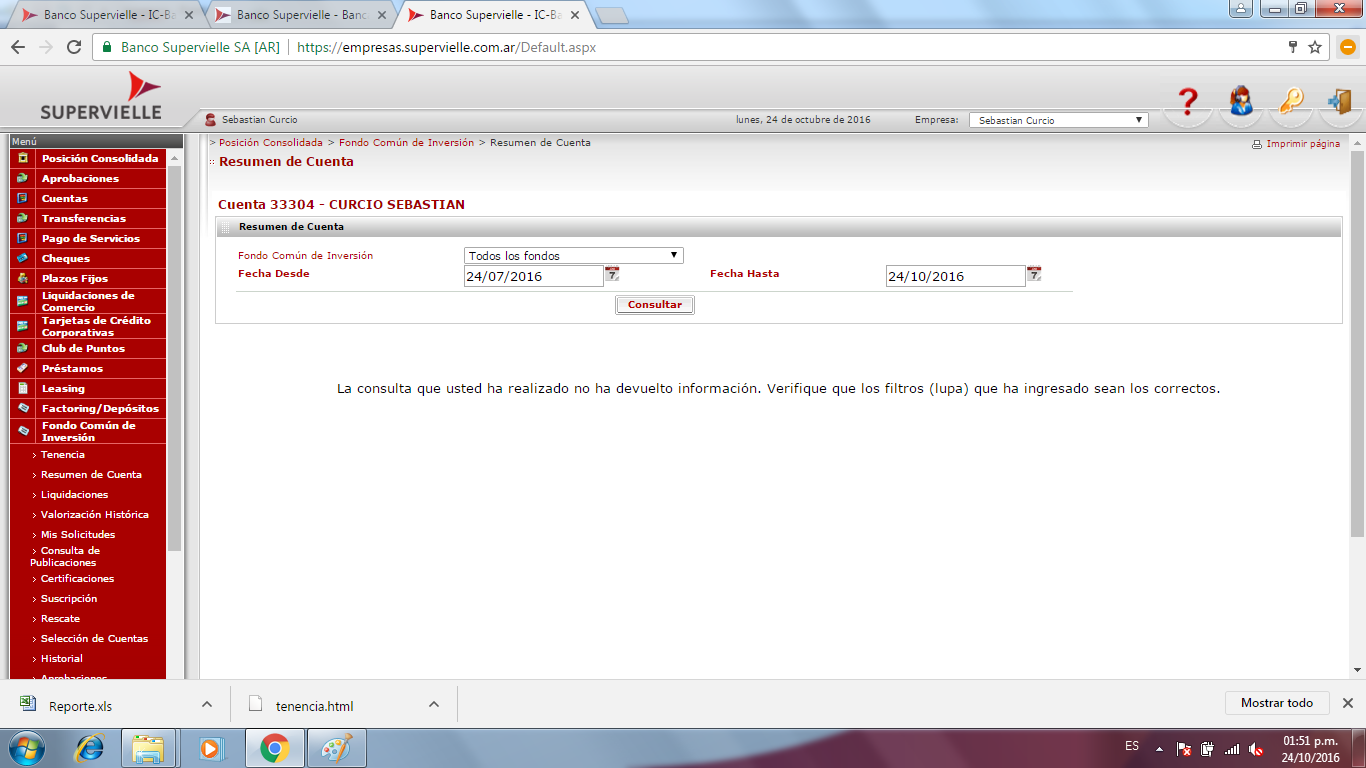 Banco Supervielle - IC-Ba
Banco Supervielle - Banc
Banco Supervielle - IC-Ba
Banco Supervielle SA [AR]
https://empresas.supervielle.com.ar/Default.aspx
SUPERVIELLE
Sebastian Curcio
lunes, 24 de octubre de 2016
Empresa:
Sebastian Curcio
Menú
Posición Consolidada
Aprobaciones
Cuentas
Transferencias
Pago de Servicios
Cheques
Plazos Fijos
Liquidaciones de
Comercio
Tarjetas de Crédito
Corporativas
Club de Puntos
Préstamos
Leasing
Factoring/Depósitos
Fondo Común de
Inversión
> Tenencia
> Resumen de Cuenta
> Liquidaciones
> Valorización Histórica
> Mis Solicitudes
> Consulta de
Publicaciones
> Certificaciones
> Suscripción
> Rescate
> Selección de Cuentas
> Historial
> Aprobaciones
> Posición Consolidada > Fondo Común de Inversión > Resumen de Cuenta
Imprimir página
Resumen de Cuenta
Cuenta 33304 - CURCIO SEBASTIAN
Resumen de Cuenta
Fondo Común de Inversión
Todos los fondos
Fecha Desde
24/07/2016
7
Fecha Hasta
24/10/2016
7
Consultar
La consulta que usted ha realizado no ha devuelto información. Verifique que los filtros (lupa) que ha ingresado sean los correctos.
Reporte.xls
tenencia.html
Mostrar todo
ES
01:51 p.m.
24/10/2016